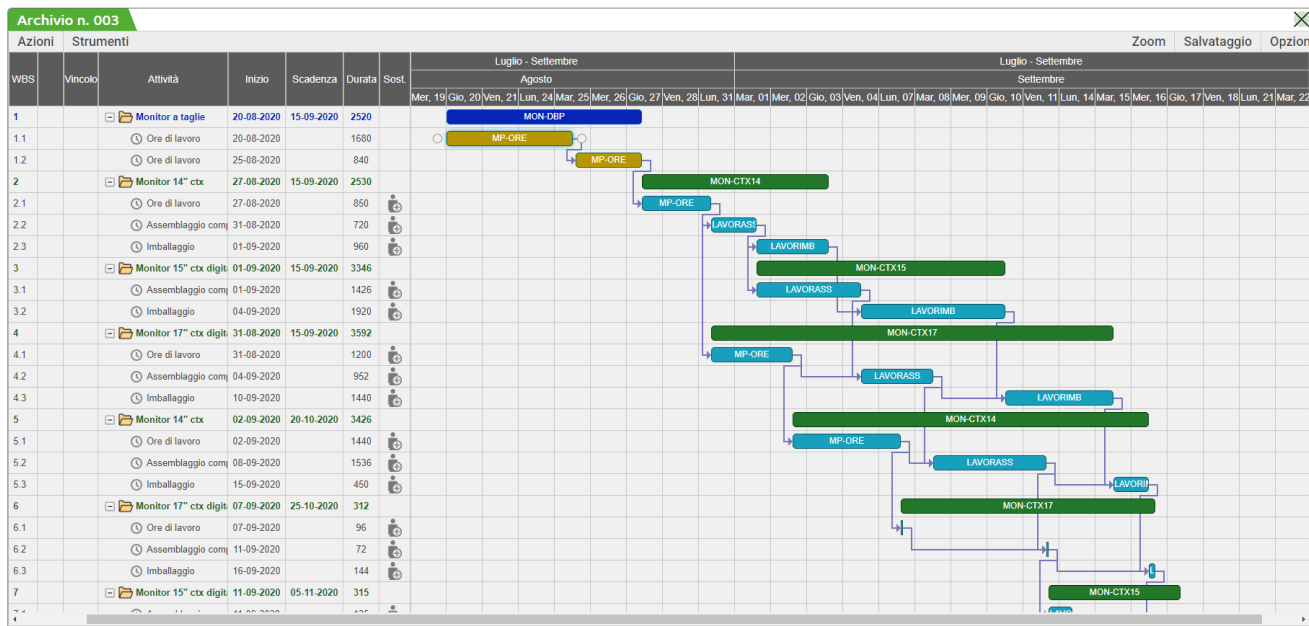 Archivio n. 003
Azioni Strumenti Zoom Salvataggio Opzion
Luglio - Settembre Luglio - Settembre
WBS Vincolo Attività Inizio Scadenza Durata Sost. Agosto Settembre
Mer, 19 Gio, 20 Ven, 21 Lun, 24 Mar, 25 Mer, 26 Gio, 27 Ven, 28 Lun, 31 Mar, 01 Mer, 02 Gio, 03 Ven, 04 Lun, 07 Mar, 08 Mer, 09 Gio, 10 Ven, 11 Lun, 14 Mar, 15 Mer, 16 Gio, 17 Ven, 18 Lun, 21 Mar, 22
1 Monitor a taglie 20-08-2020 15-09-2020 2520 MON-DBP
1.1 Ore di lavoro 20-08-2020 1680 MP-ORE
1.2 Ore di lavoro 25-08-2020 840 MP-ORE
2 Monitor 14" ctx 27-08-2020 15-09-2020 2530 MON-CTX14
2.1 Ore di lavoro 27-08-2020 850 MP-ORE
2.2 Assemblaggio comp 31-08-2020 720 LAVORASS
2.3 Imballaggio 01-09-2020 960 LAVORIMB
3 Monitor 15" ctx digita 01-09-2020 15-09-2020 3346 MON-CTX15
3.1 Assemblaggio comp 01-09-2020 1426 LAVORASS
3.2 Imballaggio 04-09-2020 1920 LAVORIMB
4 Monitor 17" ctx digita 31-08-2020 15-09-2020 3592 MON-CTX17
4.1 Ore di lavoro 31-08-2020 1200 MP-ORE
4.2 Assemblaggio comp 04-09-2020 952 LAVORASS
4.3 Imballaggio 10-09-2020 1440 LAVORIMB
5 Monitor 14" ctx 02-09-2020 20-10-2020 3426 MON-CTX14
5.1 Ore di lavoro 02-09-2020 1440 MP-ORE
5.2 Assemblaggio comp 08-09-2020 1536 LAVORASS
5.3 Imballaggio 15-09-2020 450 LAVORIM
6 Monitor 17" ctx digita 07-09-2020 25-10-2020 312 MON-CTX17
6.1 Ore di lavoro 07-09-2020 96
6.2 Assemblaggio comp 11-09-2020 72
6.3 Imballaggio 16-09-2020 144 L
7 Monitor 15" ctx digita 11-09-2020 05-11-2020 315 MON-CTX15